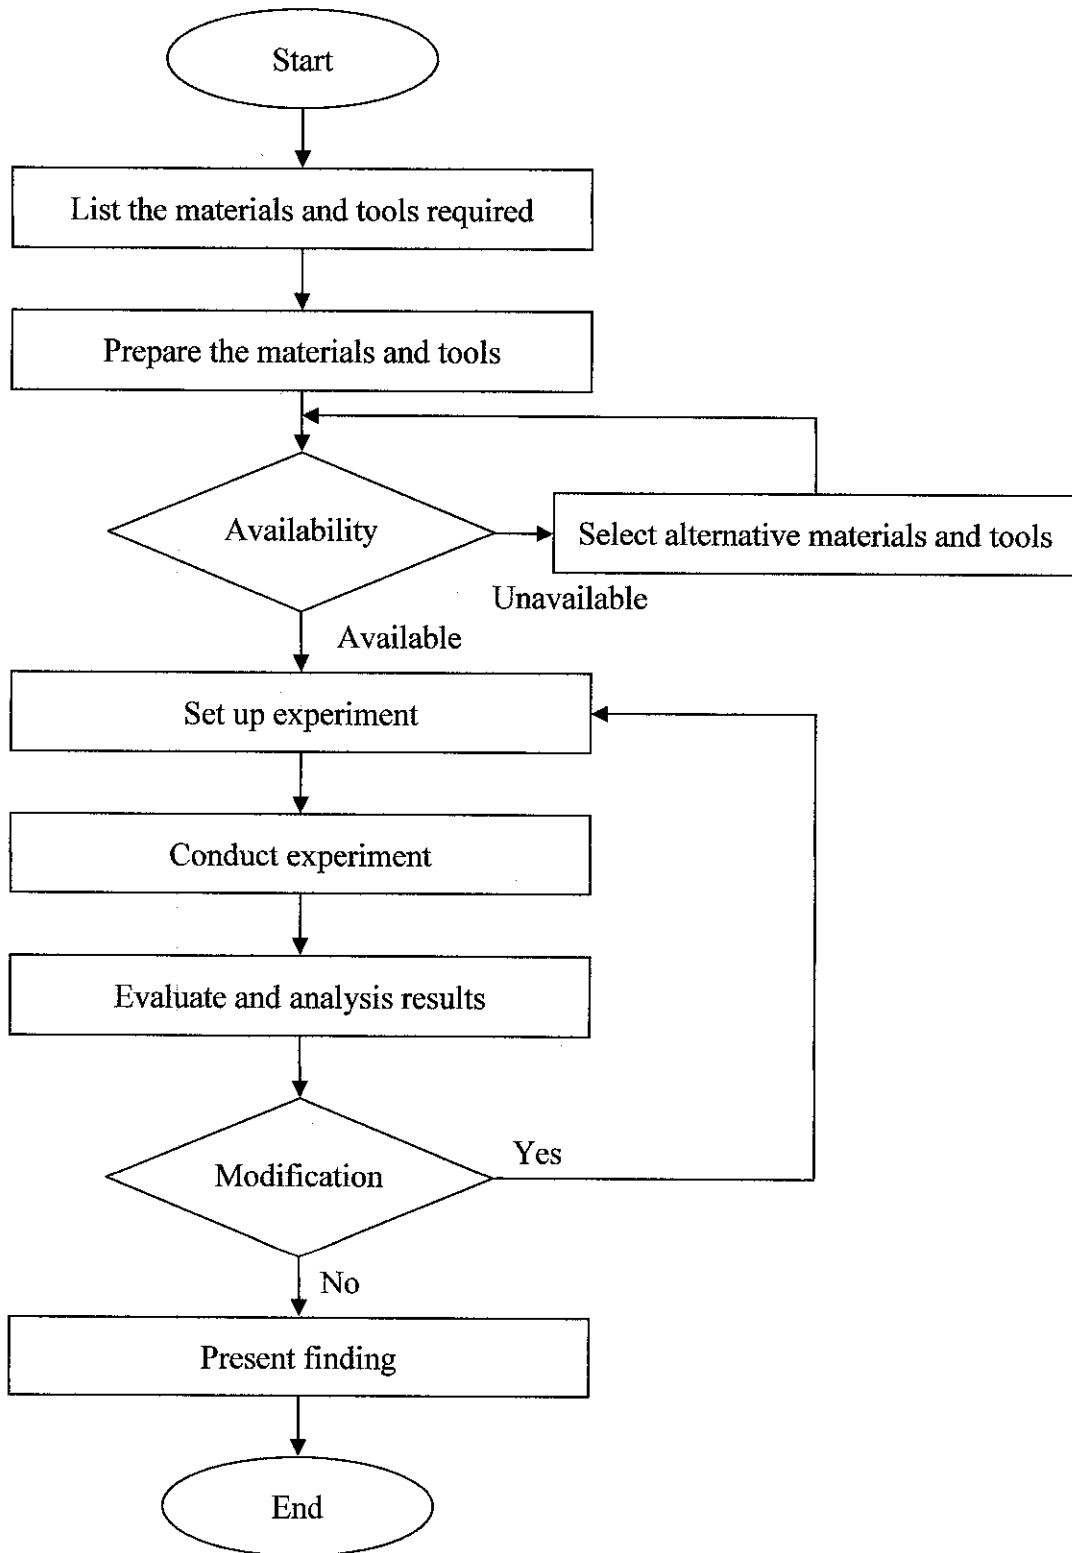 Start
List the materials and tools required
Prepare the materials and tools
Availability
Select alternative materials and tools
Unavailable
Available
Set up experiment
Conduct experiment
Evaluate and analysis results
Modification
Yes
No
Present finding
End